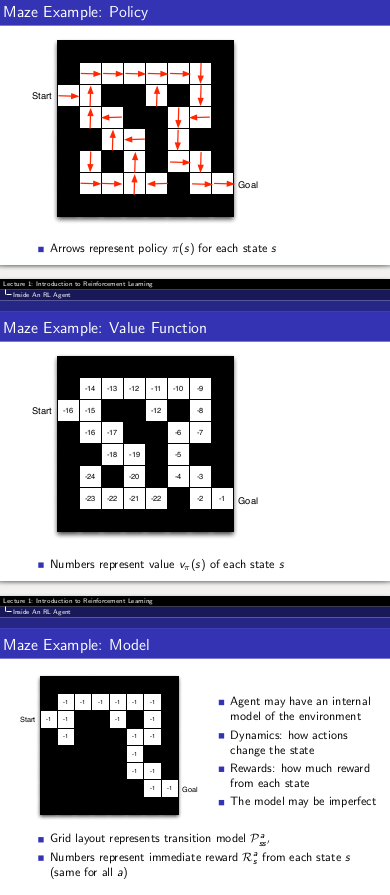 Maze Example: Policy
Start
Goal
Arrows represent policy π(s) for each state s
Lecture 1: Introduction to Reinforcement Learning
Inside An RL Agent
Maze Example: Value Function
-14 -13 -12 -11 -10 -9
Start -16 -15 -12 -8
-16 -17 -6 -7
-18 -19 -5
-24 -20 -4 -3
-23 -22 -21 -22 -2 -1 Goal
Numbers represent value vπ(s) of each state s
Lecture 1: Introduction to Reinforcement Learning
Inside An RL Agent
Maze Example: Model
-1 -1 -1 -1 -1 -1
Start -1 -1 -1 -1
-1 -1 -1
-1
-1 -1
-1 -1 Goal
Agent may have an internal
model of the environment
Dynamics: how actions
change the state
Rewards: how much reward
from each state
The model may be imperfect
Grid layout represents transition model P^a_ss′
Numbers represent immediate reward R^a_s from each state s
(same for all a)